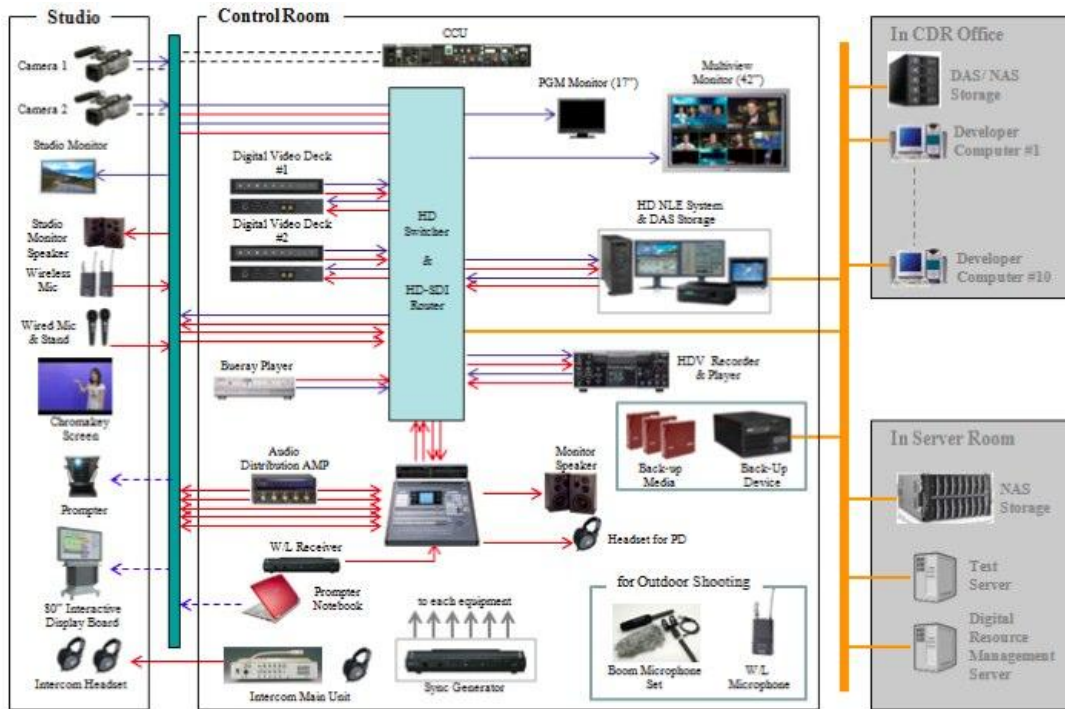 Studio
Camera 1
Camera 2
Studio Monitor
Studio
Monitor
Speaker
Wireless
Mic
Wired Mic
& Stand
Chromakey
Screen
Prompter
80" Interactive
Display Board
Intercom Headset
Control Room
CCU
PGM Monitor (17")
Multiview
Monitor (42")
Digital Video Deck
#1
Digital Video Deck
#2
HD
Switcher
&
HD-SDI
Router
HD NLE System
& DAS Storage
Bueray Player
HDV Recorder
& Player
Back-up
Media
Back-Up
Device
Audio
Distribution AMP
Monitor
Speaker
Headset for PD
W/L Receiver
Prompter
Notebook
to each equipment
Sync Generator
Intercom Main Unit
for Outdoor Shooting
Boom Microphone
Set
W/L
Microphone
In CDR Office
DAS/ NAS
Storage
Developer
Computer #1
Developer
Computer #10
In Server Room
NAS
Storage
Test
Server
Digital
Resource
Management
Server